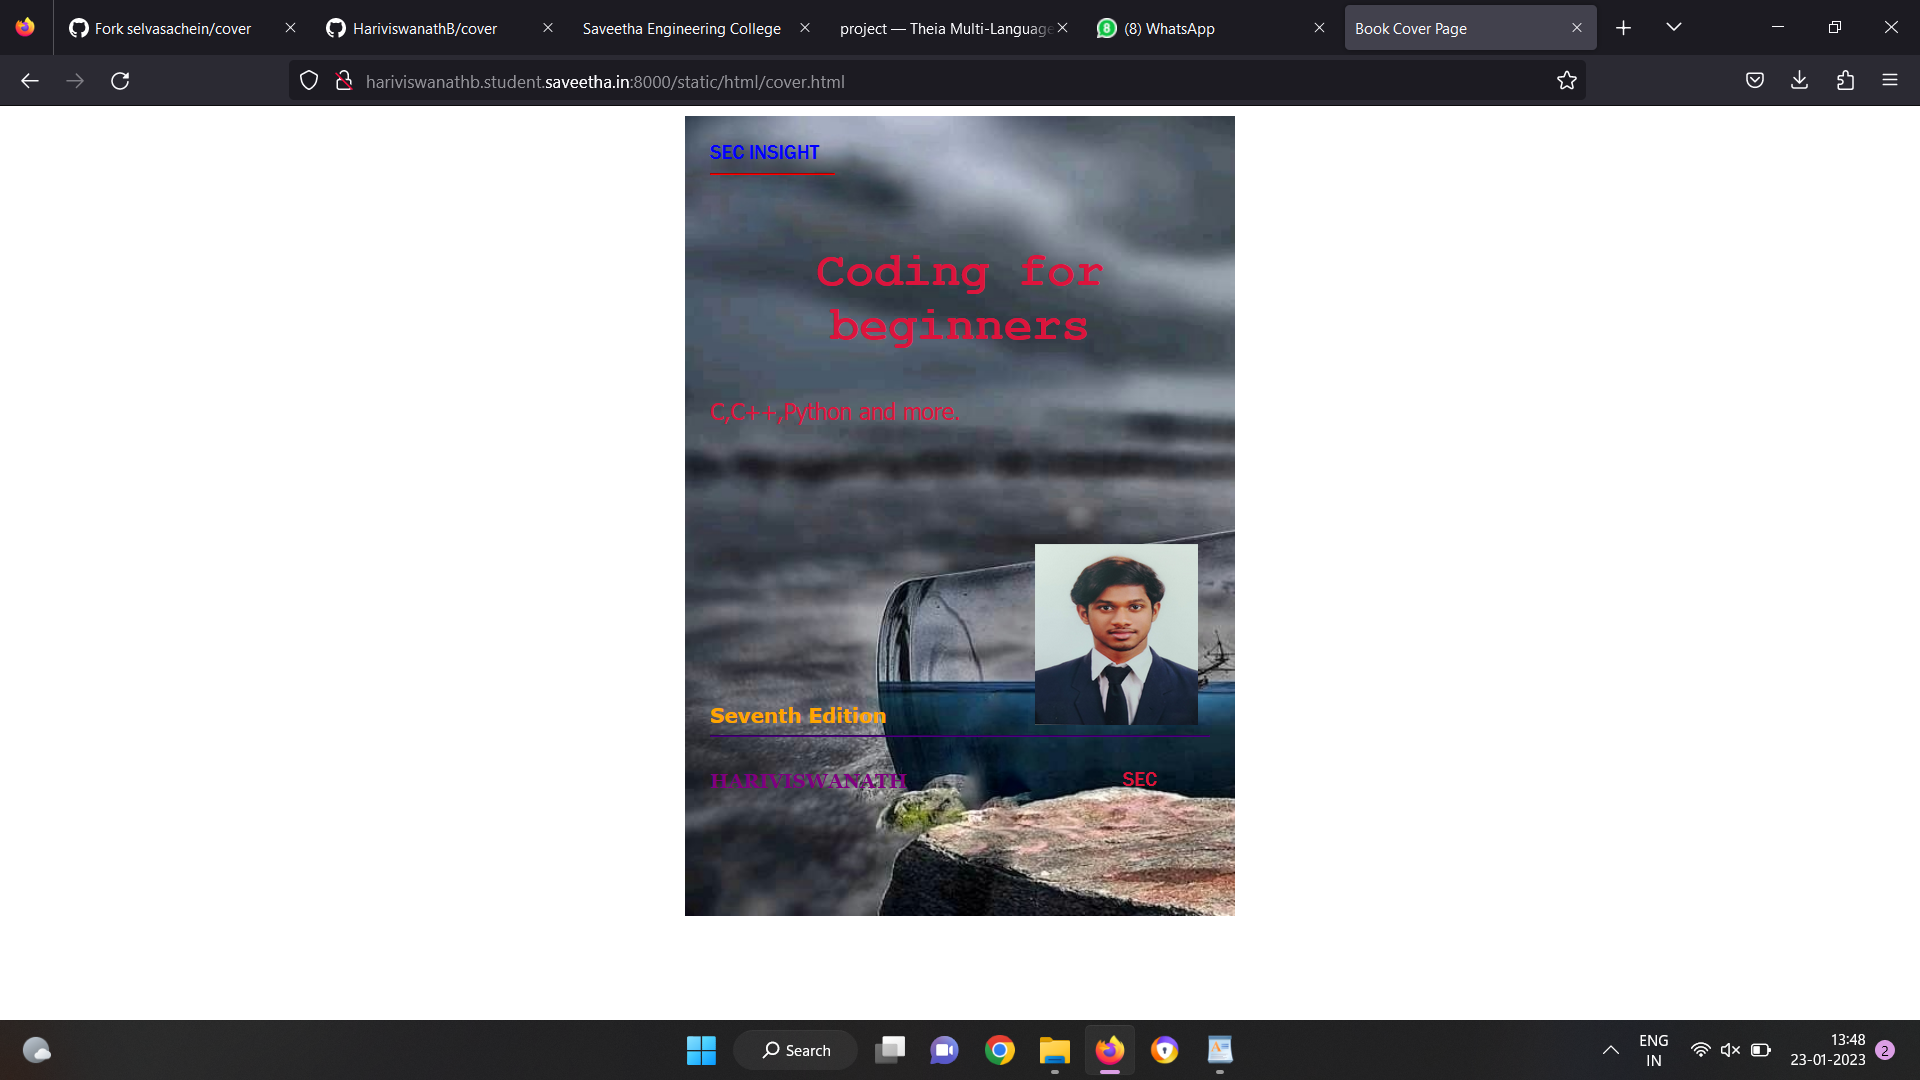 Fork selvasachein/cover
HariviswanathB/cover
Saveetha Engineering College
project — Theia Multi-Language
8
(8) WhatsApp
Book Cover Page
hariviswanathb.student.saveetha.in:8000/static/html/cover.html
SEC INSIGHT
Coding for
beginners
C,C++,Python and more.
Seventh Edition
HARIVISWANATH
SEC
Search
ENG
IN
13:48
23-01-2023
2